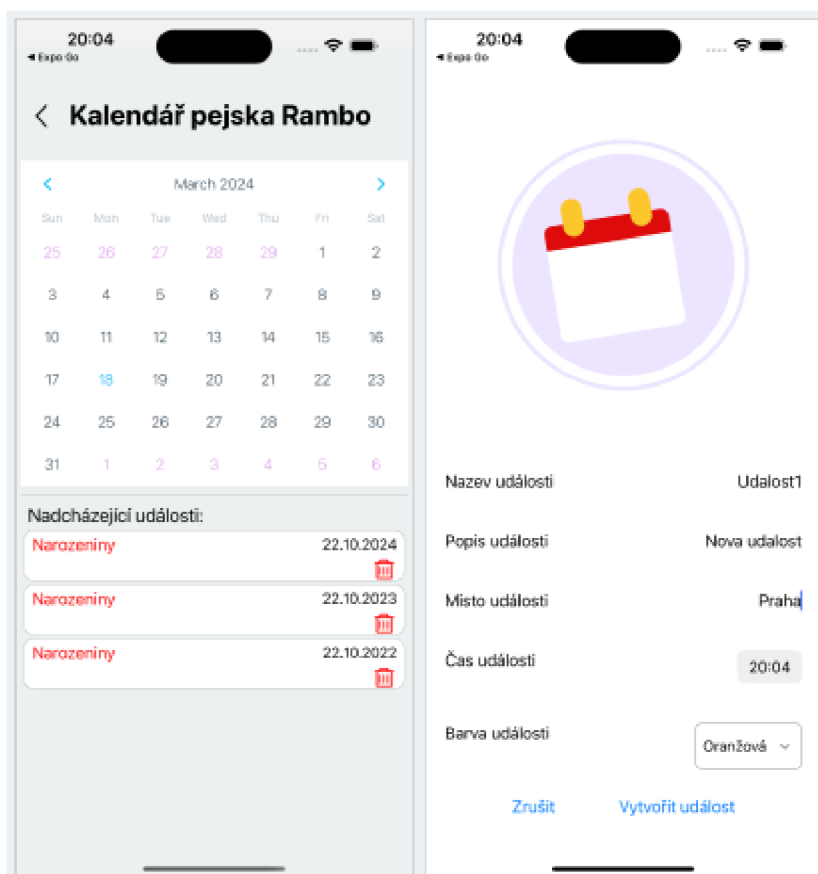 20:04
◀ Expo Go
Kalendář pejska Rambo
March 2024
Sun Mon Tue Wed Thu Fri Sat
25 26 27 28 29 1 2
3 4 5 6 7 8 9
10 11 12 13 14 15 16
17 18 19 20 21 22 23
24 25 26 27 28 29 30
31 1 2 3 4 5 6
Nadcházející události:
Narozeniny 22.10.2024
Narozeniny 22.10.2023
Narozeniny 22.10.2022
20:04
◀ Expo Go
Nazev události Udalost1
Popis události Nova udalost
Misto události Praha
Čas události 20:04
Barva události Oranžová
Zrušit Vytvořit událost